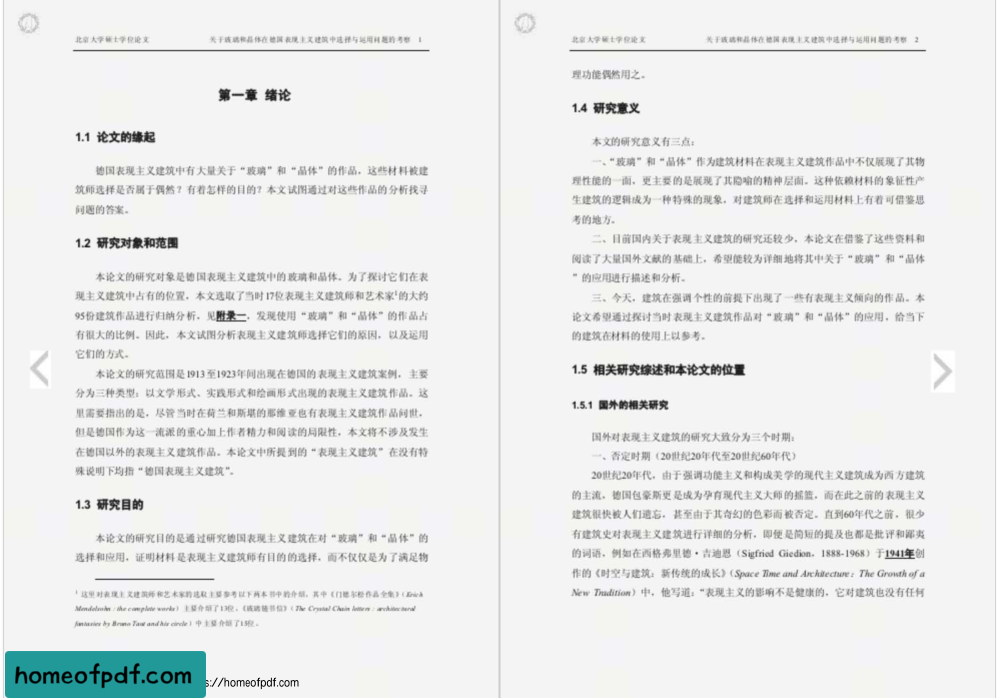 北京大学硕士学位论文 关于玻璃和晶体在德国表现主义建筑中选择与运用问题的考察 1
第一章 绪论
1.1 论文的缘起
德国表现主义建筑中有大量关于“玻璃”和“晶体”的作品。这些材料被建
筑师选择是否属于偶然？有着怎样的目的？本文试图通过对这些作品的分析找寻
问题的答案。
1.2 研究对象和范围
本论文的研究对象是德国表现主义建筑中的玻璃和晶体。为了探讨它们在表
现主义建筑中占有的位置，本文选取了当时17位表现主义建筑师和艺术家1的大约
95份建筑作品进行归纳分析，见附录一，发现使用“玻璃”和“晶体”的作品占
有很大的比例。因此，本文试图分析表现主义建筑师选择它们的原因，以及运用
它们的方式。
本论文的研究范围是1913至1923年间出现在德国的表现主义建筑案例，主要
分为三种类型：以文学形式、实践形式和绘画形式出现的表现主义建筑作品。这
里需要指出的是，尽管当时在荷兰和斯堪的那维亚也有表现主义建筑作品问世，
但是德国作为这一流派的重心加上作者精力和阅读的局限性，本文将不涉及发生
在德国以外的表现主义建筑作品。本论文中所提到的“表现主义建筑”在没有特
殊说明下均指“德国表现主义建筑”。
1.3 研究目的
本论文的研究目的是通过研究德国表现主义建筑在对“玻璃”和“晶体”的
选择和应用，证明材料是表现主义建筑师有目的的选择，而不仅仅是为了满足物
1 这里对表现主义建筑师和艺术家的选取主要参考以下两本书中的介绍，其中《门德尔松作品全集》（Erich
Mendelsohn : the complete works）主要介绍了13位，《玻璃链书信》（The Crystal Chain letters : architectural
fantasies by Bruno Taut and his circle）中主要介绍了13位。
homeofpdf.com
s://homeofpdf.com
北京大学硕士学位论文 关于玻璃和晶体在德国表现主义建筑中选择与运用问题的考察 2
理功能偶然用之。
1.4 研究意义
本文的研究意义有三点：
一、“玻璃”和“晶体”作为建筑材料在表现主义建筑作品中不仅展现了其物
理性能的一面，更主要的是展现了其隐喻的精神层面。这种依赖材料的象征性产
生建筑的逻辑成为一种特殊的现象，对建筑师在选择和运用材料上有着可借鉴思
考的地方。
二、目前国内关于表现主义建筑的研究还较少，本论文在借鉴了这些资料和
阅读了大量国外文献的基础上，希望能较为详细地将其中关于“玻璃”和“晶体
”的应用进行描述和分析。
三、今天，建筑在强调个性的前提下出现了一些有表现主义倾向的作品。本
论文希望通过探讨当时表现主义建筑作品对“玻璃”和“晶体”的应用，给当下
的建筑在材料的使用上以参考。
1.5 相关研究综述和本论文的位置
1.5.1 国外的相关研究
国外对表现主义建筑的研究大致分为三个时期：
一、否定时期（20世纪20年代至20世纪60年代）
20世纪20年代，由于强调功能主义和构成美学的现代主义建筑成为西方建筑
的主流，德国包豪斯更是成为孕育现代主义大师的摇篮，而在此之前的表现主义
建筑很快被人们遗忘，甚至由于其奇幻的色彩而被否定。直到60年代之前，很少
有建筑史对表现主义建筑进行详细的分析，即便是简短的提及也都是批评和鄙夷
的词语。例如在西格弗里德·吉迪恩（Sigfried Giedion，1888-1968）于1941年创
作的《时空与建筑：新传统的成长》（Space Time and Architecture : The Growth of a
New Tradition）中，他写道：“表现主义的影响不是健康的，它对建筑也没有任何